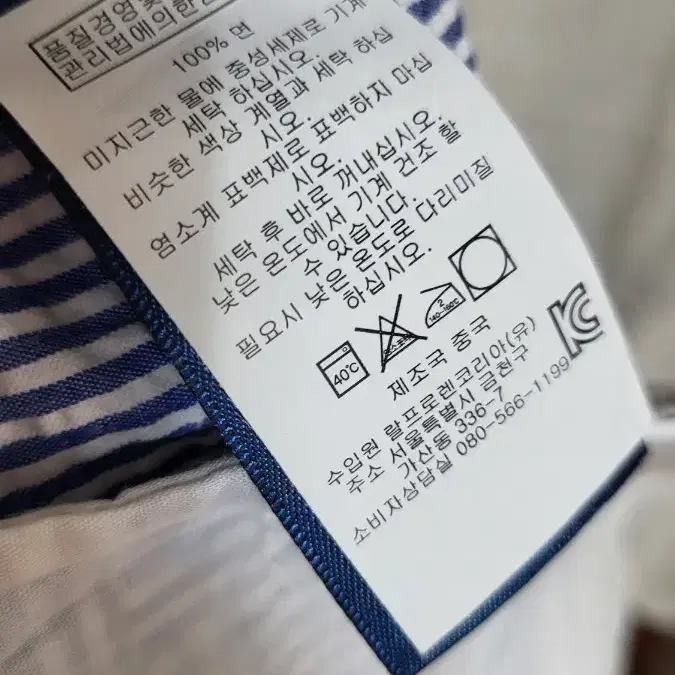 품질경영및
관리법에의한
100% 면
미지근한 물에 중성세제로 기계
세탁 하십시오.
비슷한 색상 계열과 세탁 하십
시오.
염소계 표백제로 표백하지 마십
시오.
세탁 후 바로 꺼내십시오.
낮은 온도에서 기계 건조 할
수 있습니다.
필요시 낮은 온도로 다리미질
하십시오.
40°C
염소표백
2
140~160°C
제조국 중국
수입원 랄프로렌코리아(유)
주소 서울특별시 금천구
가산동 336-7
소비자상담실 080-566-1199